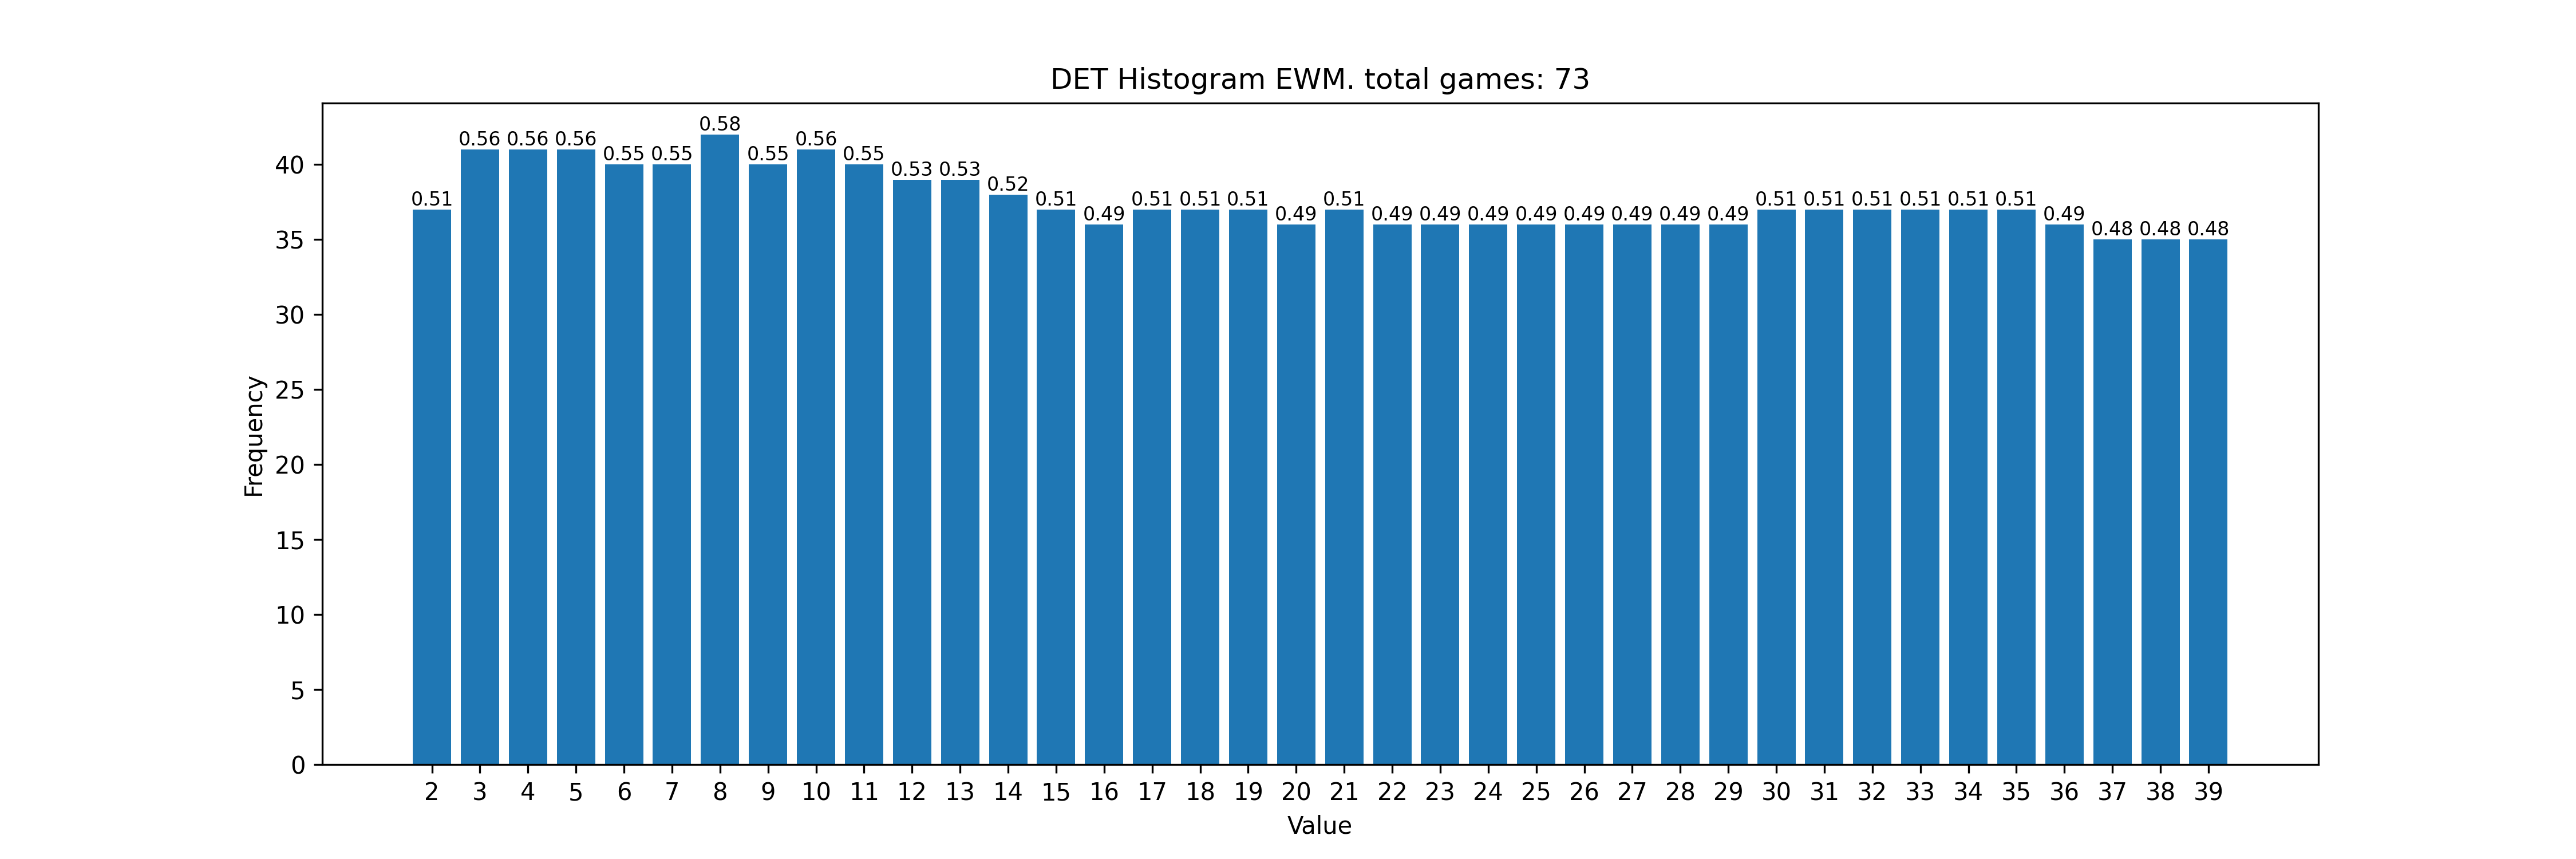 DET Histogram EWM. total games: 73
Frequency
40
35
30
25
20
15
10
5
0
0.51 0.56 0.56 0.56 0.55 0.55 0.58 0.55 0.56 0.55 0.53 0.53 0.52 0.51 0.49 0.51 0.51 0.51 0.49 0.51 0.49 0.49 0.49 0.49 0.49 0.49 0.49 0.49 0.51 0.51 0.51 0.51 0.51 0.51 0.49 0.48 0.48 0.48
2 3 4 5 6 7 8 9 10 11 12 13 14 15 16 17 18 19 20 21 22 23 24 25 26 27 28 29 30 31 32 33 34 35 36 37 38 39
Value